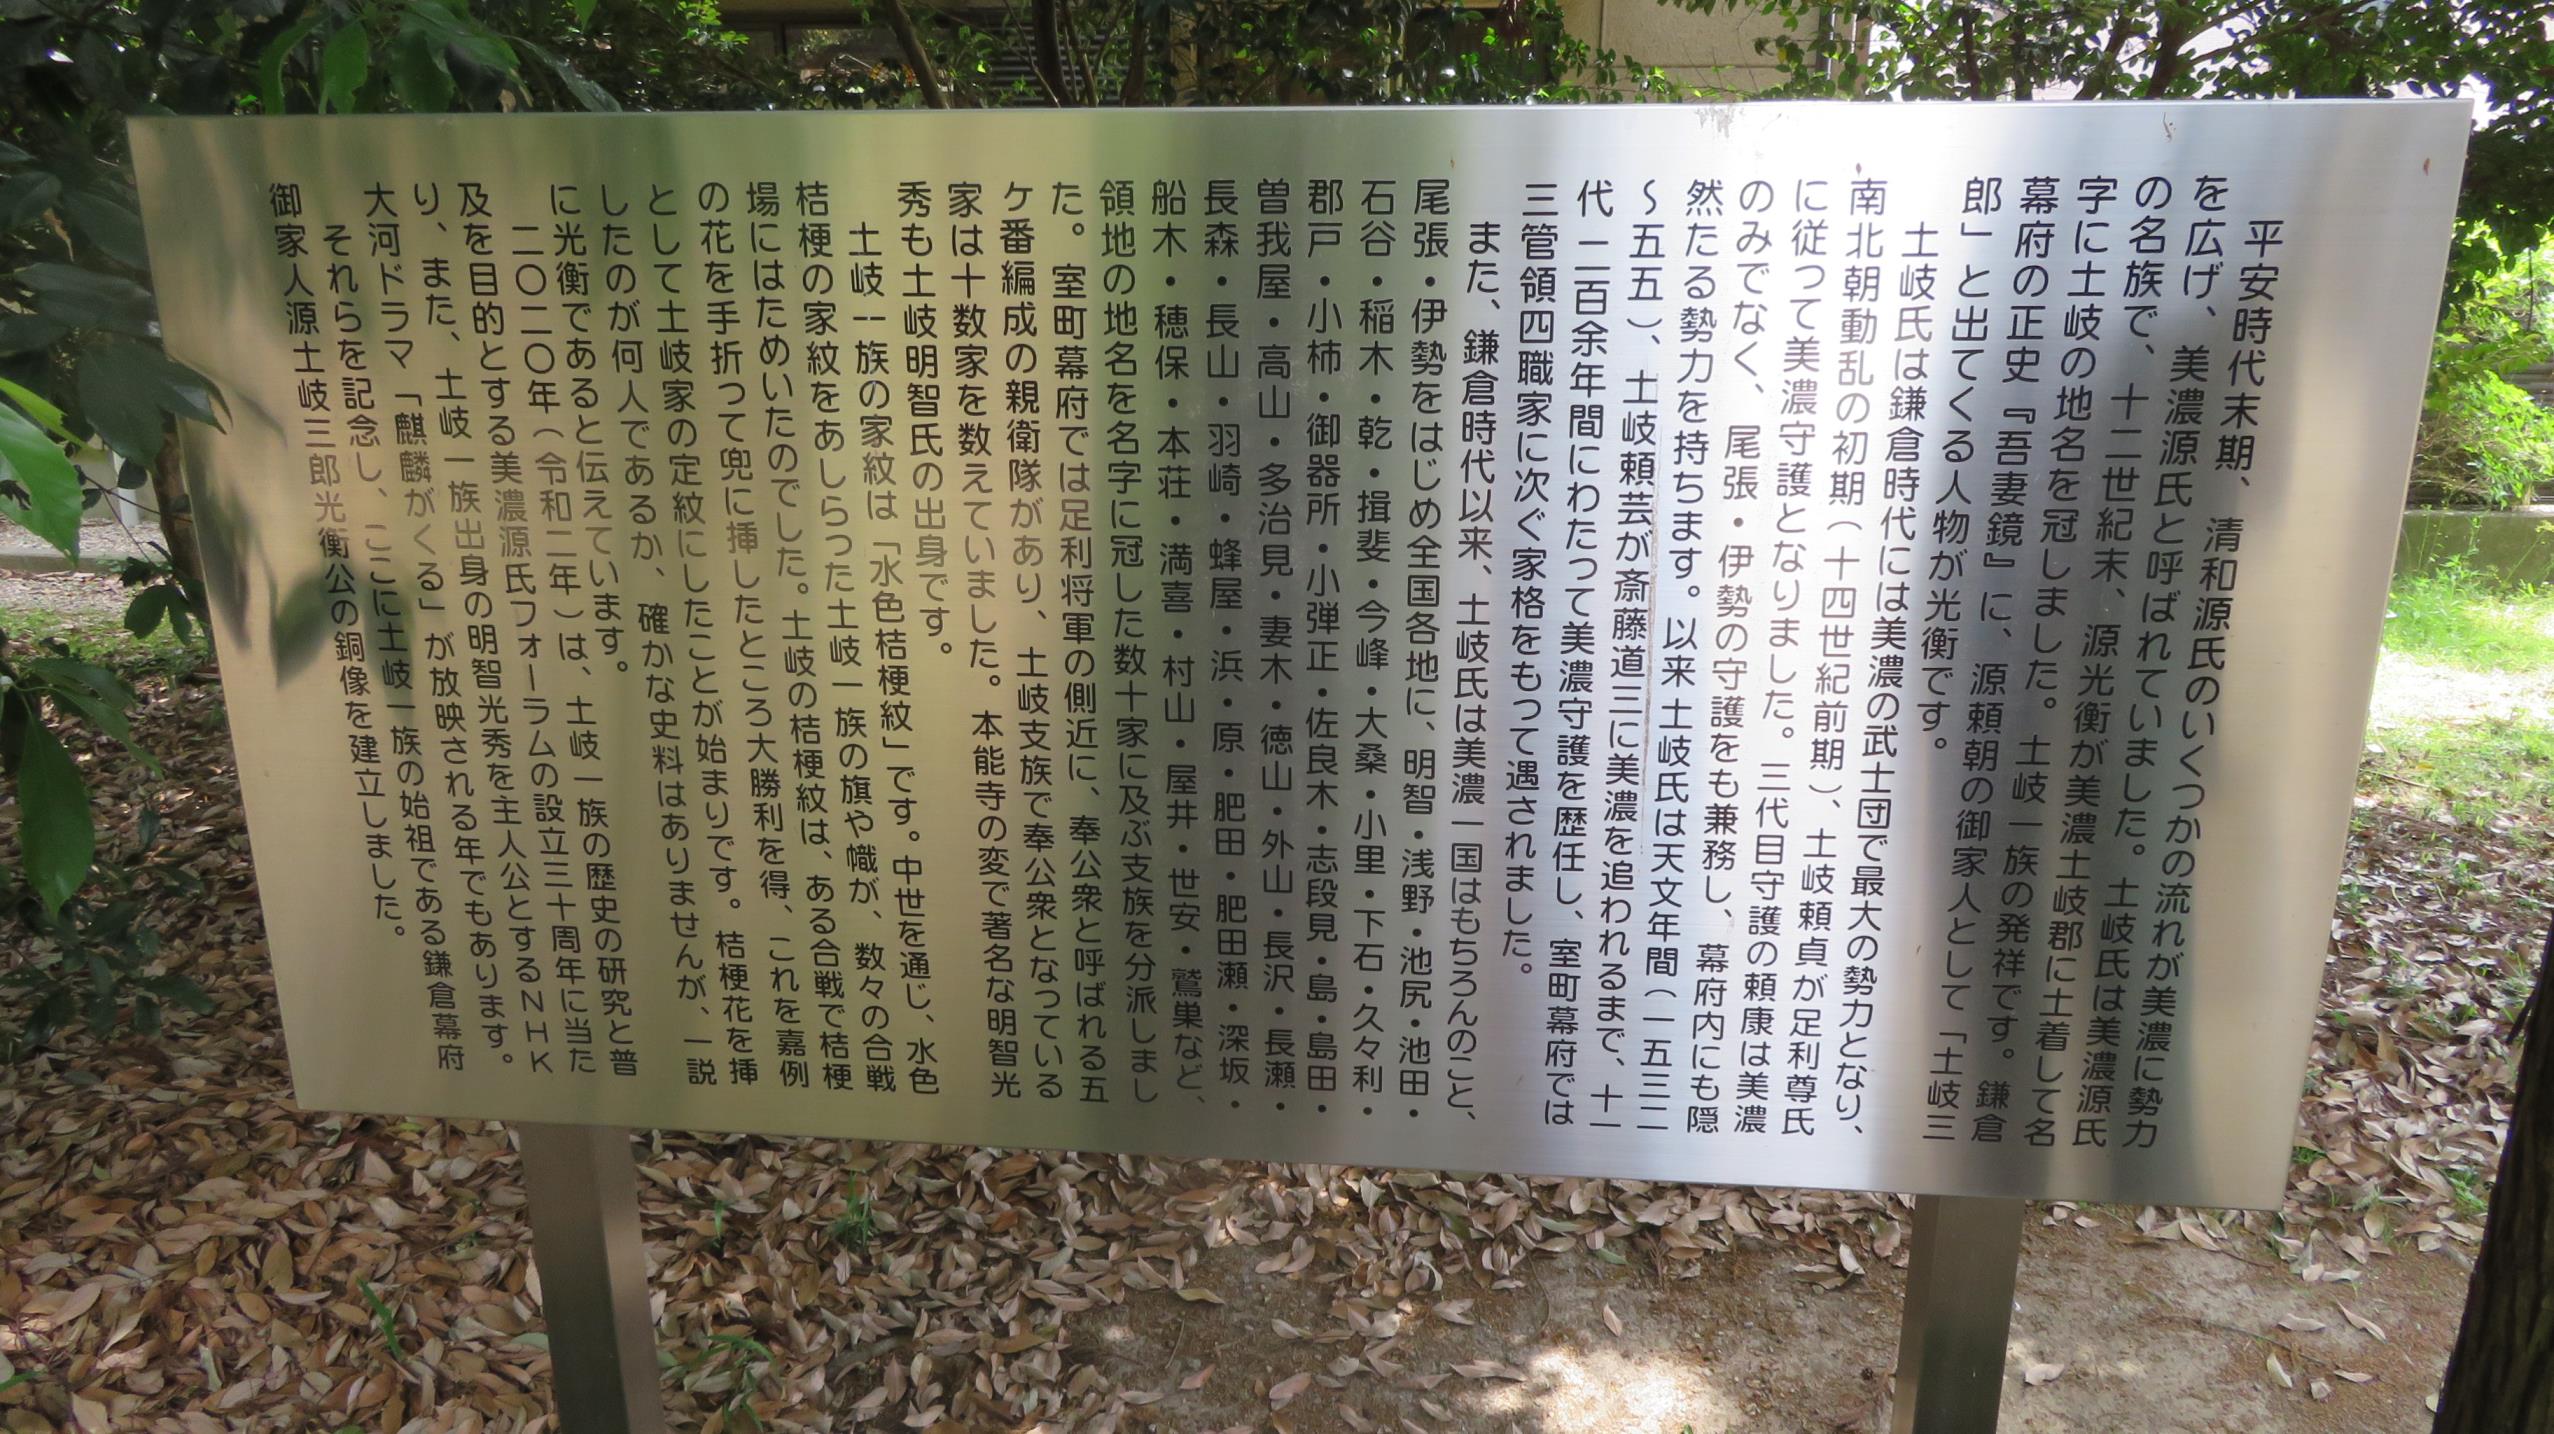 平安時代末期、清和源氏のいくつかの流れが美濃に勢力
を広げ、美濃源氏と呼ばれていました。土岐氏は美濃源氏
の名族で、十二世紀末、源光衡が美濃土岐郡に土着して名
字に土岐の地名を冠しました。土岐一族の発祥です。鎌倉
幕府の正史『吾妻鏡』に、源頼朝の御家人として「土岐三
郎」と出てくる人物が光衡です。
土岐氏は鎌倉時代には美濃の武士団で最大の勢力となり、
南北朝動乱の初期（十四世紀前期）、土岐頼貞が足利尊氏
に従って美濃守護となりました。三代目守護の頼康は美濃
のみでなく、尾張・伊勢の守護をも兼務し、幕府内にも隠
然たる勢力を持ちます。以来土岐氏は天文年間（一五三二
～五五）、土岐頼芸が斎藤道三に美濃を追われるまで、十一
代二百余年間にわたって美濃守護を歴任し、室町幕府では
三管領四職家に次ぐ家格をもって遇されました。
また、鎌倉時代以来、土岐氏は美濃一国はもちろんのこと、
尾張・伊勢をはじめ全国各地に、明智・浅野・池尻・池田・
石谷・稲木・乾・揖斐・今峰・大桑・小里・下石・久々利・
郡戸・小柿・御器所・小弾正・佐良木・志段見・島・島田・
曽我屋・高山・多治見・妻木・徳山・外山・長沢・長瀬・
長森・長山・羽崎・蜂屋・浜・原・肥田・肥田瀬・深坂・
船木・穂保・本荘・満喜・村山・屋井・世安・鷲巣など、
領地の地名を名字に冠した数十家に及ぶ支族を分派しまし
た。室町幕府では足利将軍の側近に、奉公衆と呼ばれる五
ケ番編成の親衛隊があり、土岐支族で奉公衆となっている
家は十数家を数えていました。本能寺の変で著名な明智光
秀も土岐明智氏の出身です。
土岐一族の家紋は「水色桔梗紋」です。中世を通じ、水色
桔梗の家紋をあしらった土岐一族の旗や幟が、数々の合戦
場にはためいたのでした。土岐の桔梗紋は、ある合戦で桔梗
の花を手折って兜に挿したところ大勝利を得、これを嘉例
として土岐家の定紋にしたことが始まりです。桔梗花を挿
したのが何人であるか、確かな史料はありませんが、一説
に光衡であると伝えています。
二〇二〇年（令和二年）は、土岐一族の歴史の研究と普
及を目的とする美濃源氏フォーラムの設立三十周年に当た
り、また、土岐一族出身の明智光秀を主人公とするＮＨＫ
大河ドラマ「麒麟がくる」が放映される年でもあります。
それらを記念し、ここに土岐一族の始祖である鎌倉幕府
御家人源土岐三郎光衡公の銅像を建立しました。